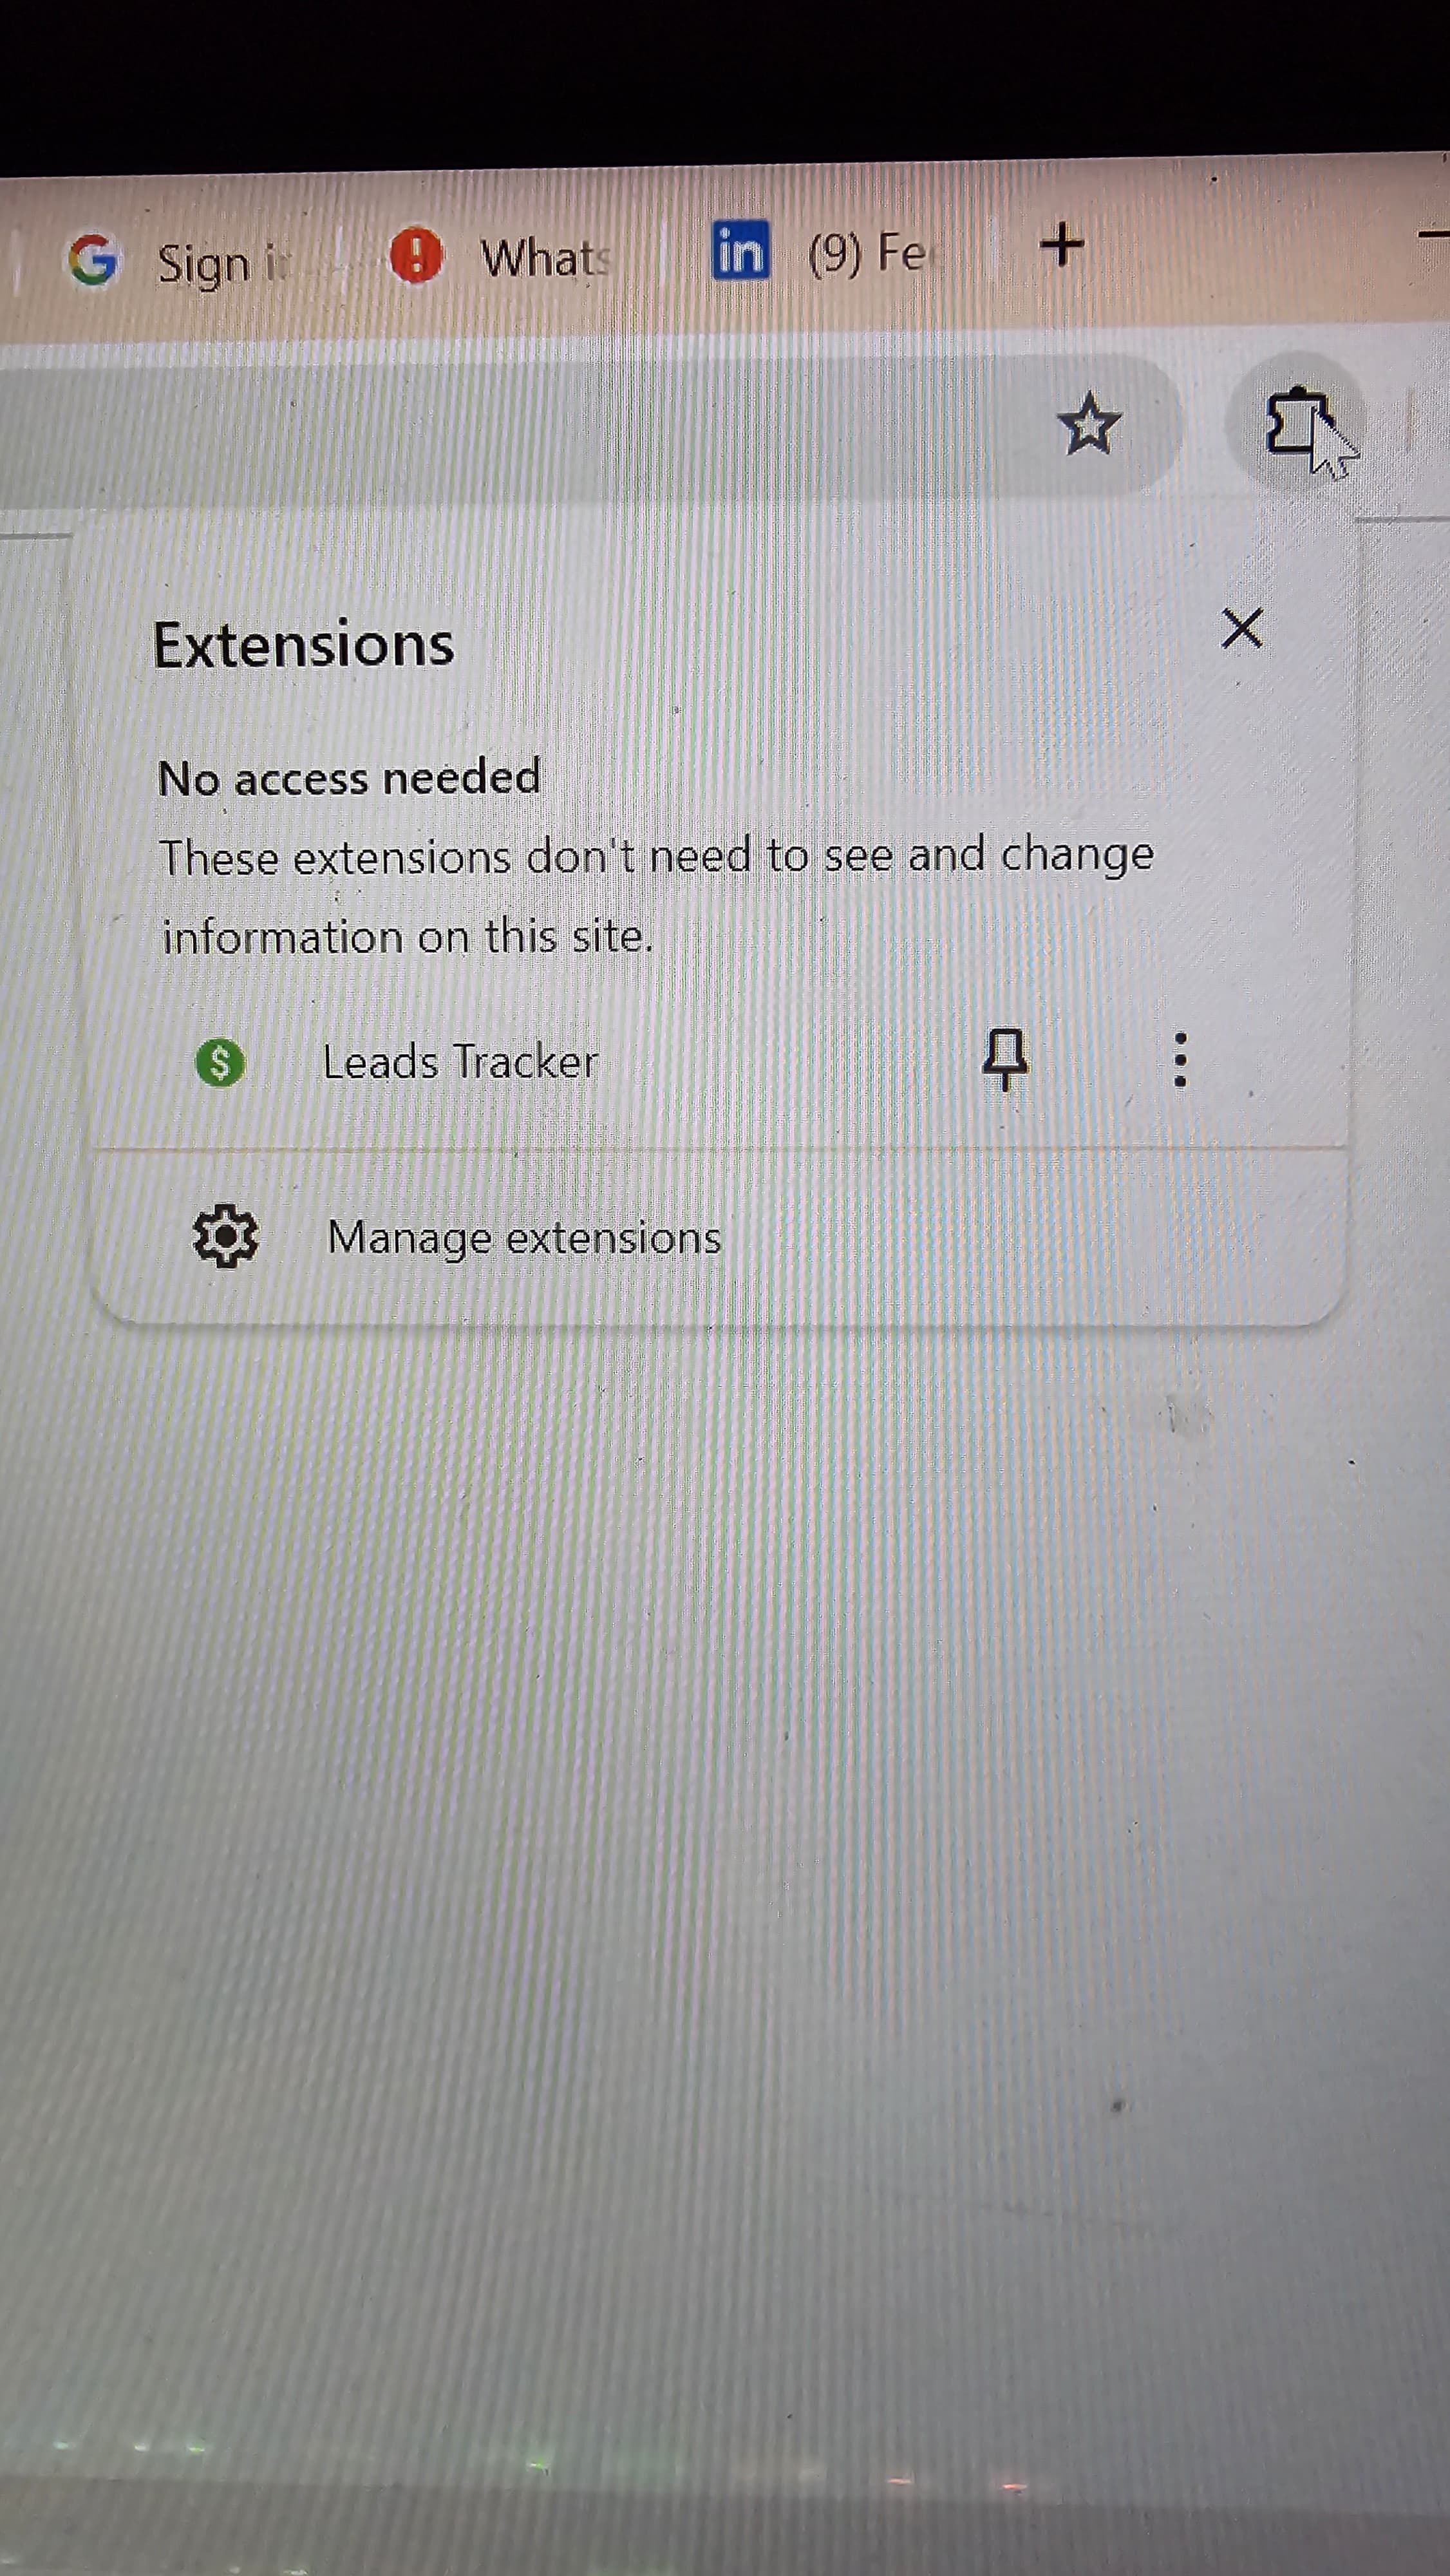 Sign i
Whats
in
(9) Fe
Extensions
No access needed
These extensions don't need to see and change
information on this site.
$ Leads Tracker
Manage extensions